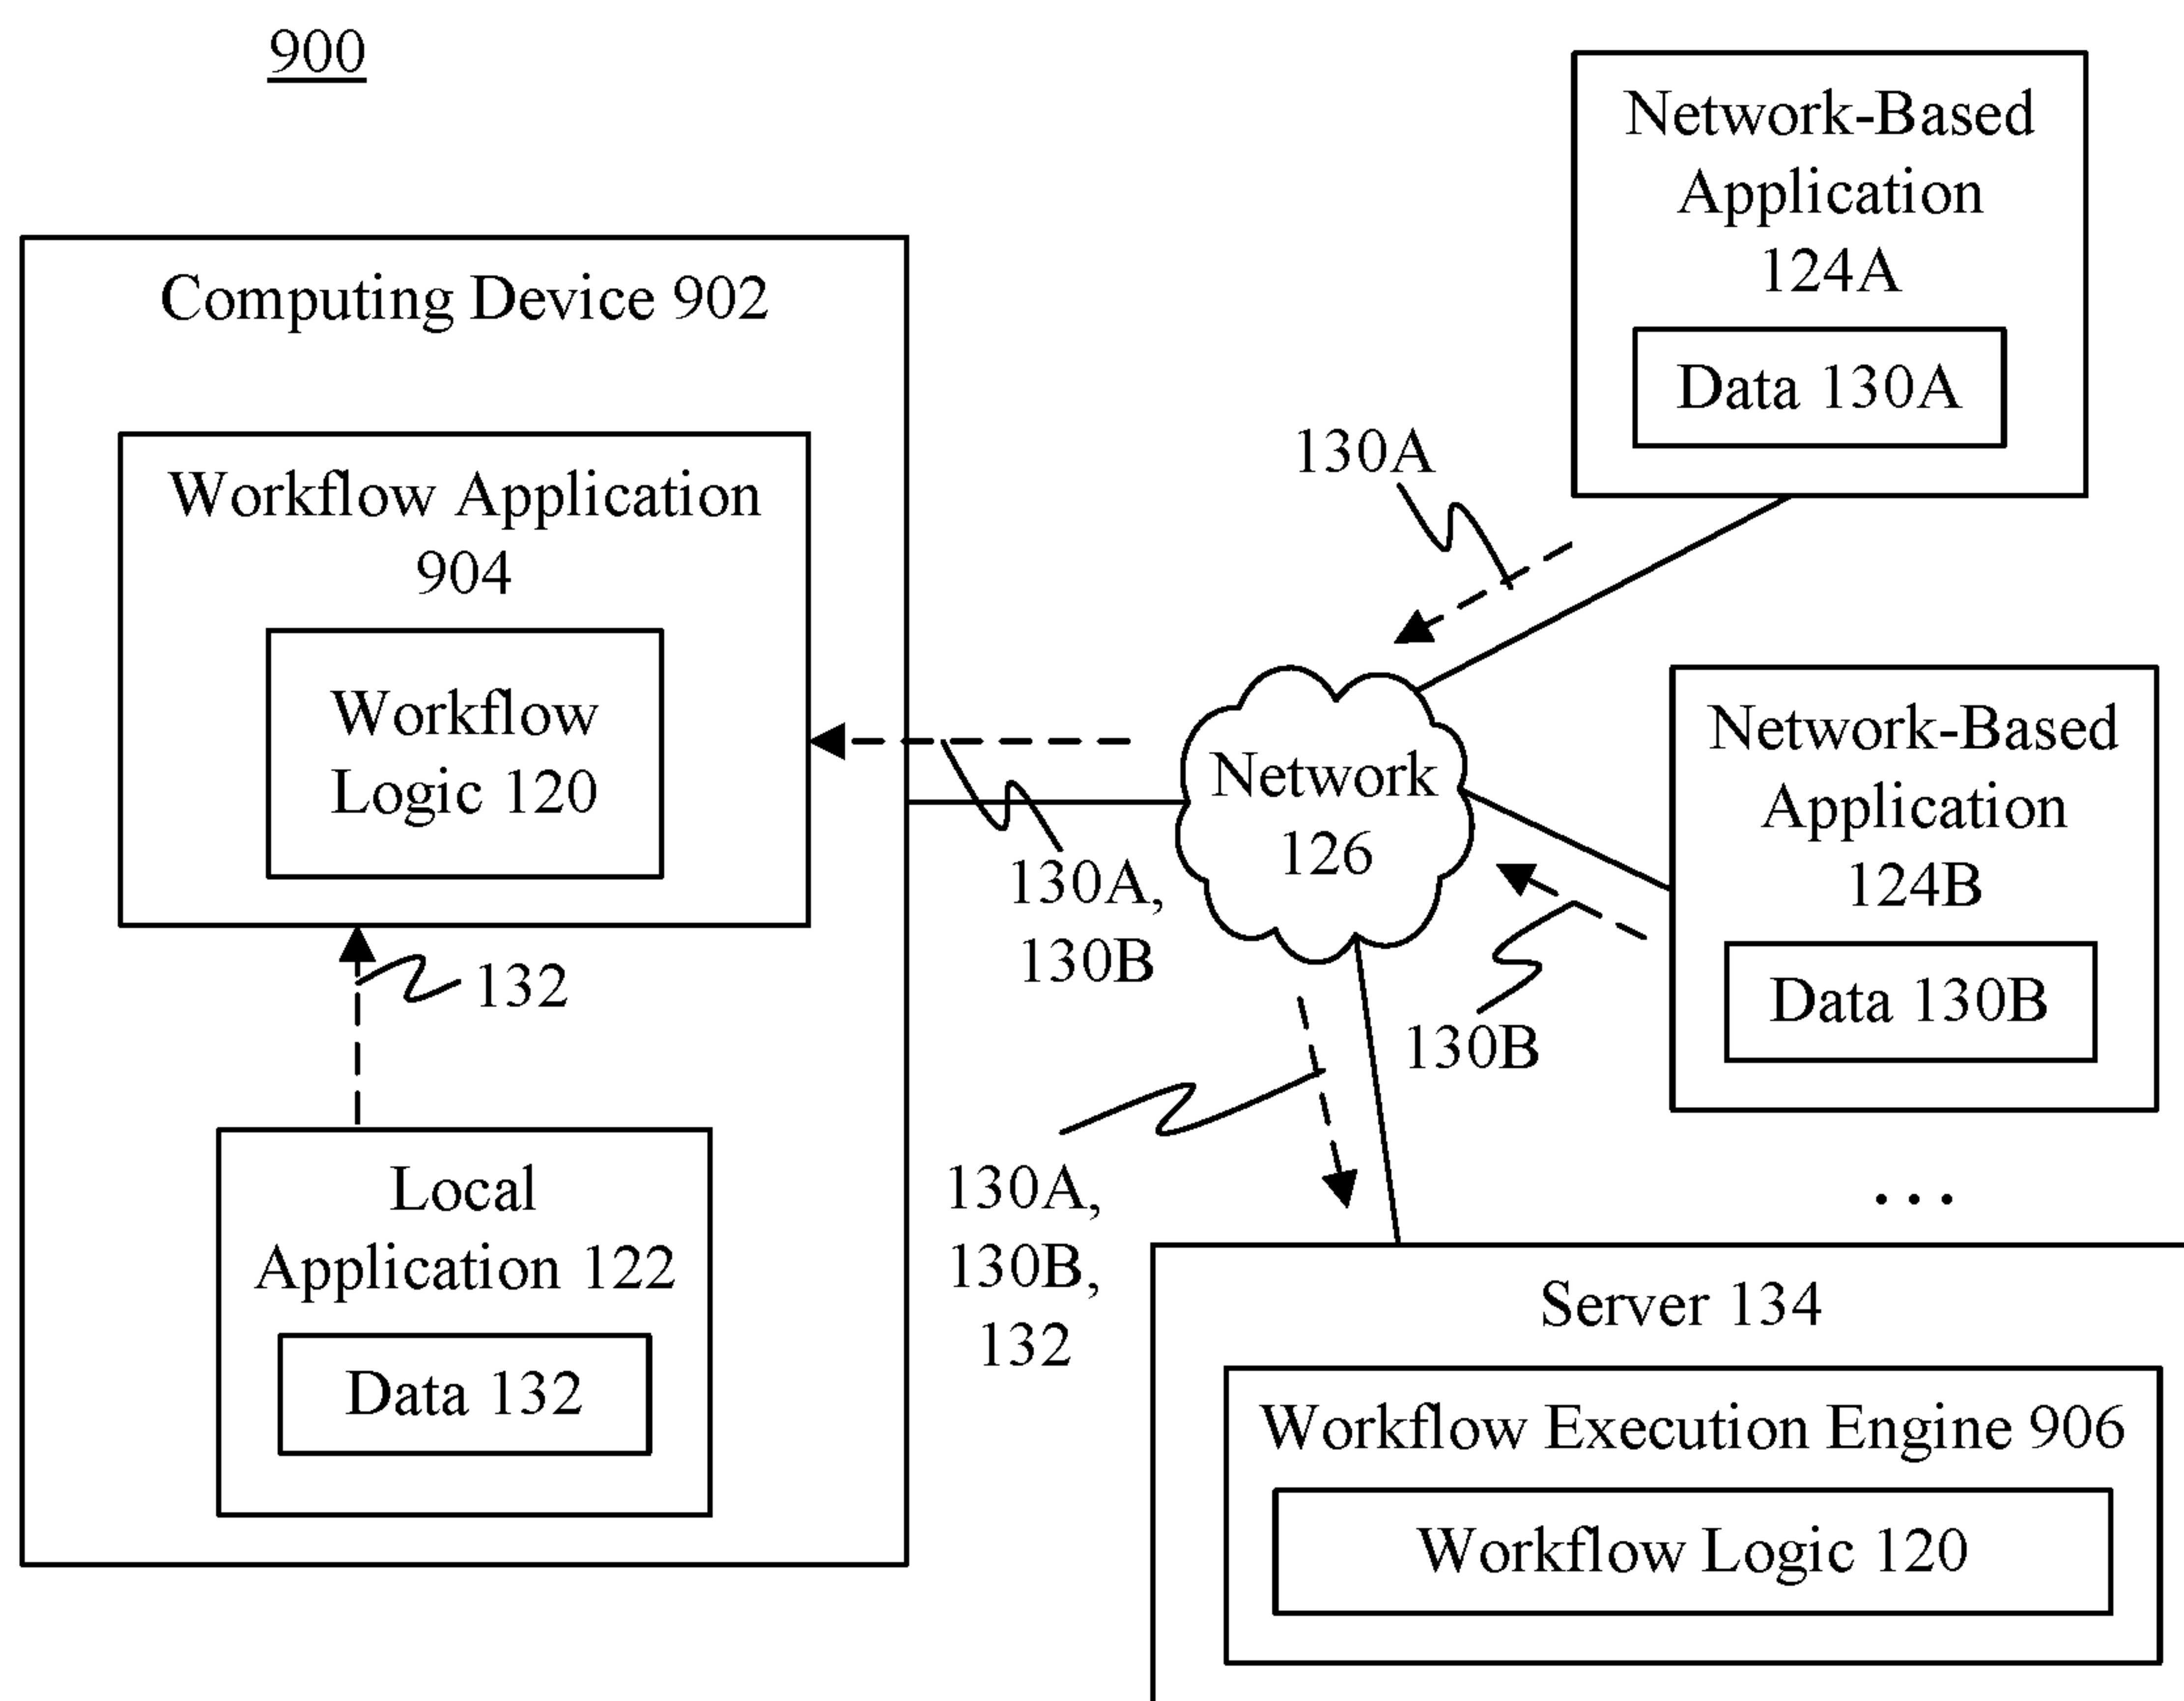 900
Computing Device 902
Workflow Application
904
Workflow
Logic 120
132
Local
Application 122
Data 132
130A,
130B
Network
126
130A
Network-Based
Application
124A
Data 130A
Network-Based
Application
124B
Data 130B
130B
130A,
130B,
132
...
Server 134
Workflow Execution Engine 906
Workflow Logic 120